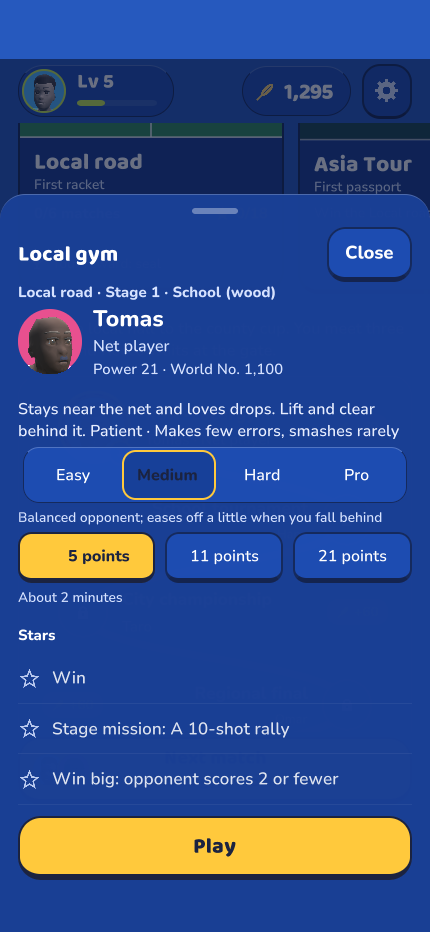 Lv 5
1,295
Local road
First racket
Asia Tour
First passport
Local gym
Close
Local road · Stage 1 · School (wood)
Tomas
Net player
Power 21 · World No. 1,100
Stays near the net and loves drops. Lift and clear
behind it. Patient · Makes few errors, smashes rarely
Easy
Medium
Hard
Pro
Balanced opponent; eases off a little when you fall behind
5 points
11 points
21 points
About 2 minutes
Stars
Win
Stage mission: A 10-shot rally
Win big: opponent scores 2 or fewer
Play